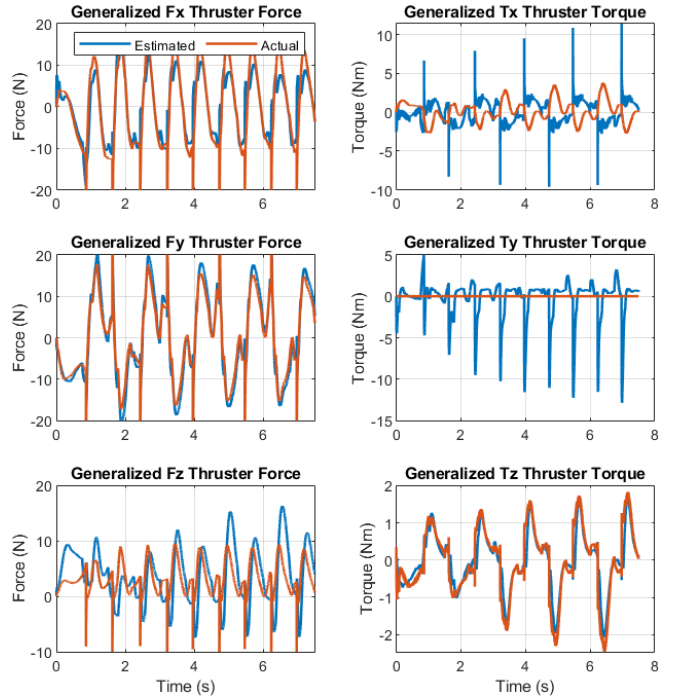 Generalized Fx Thruster Force
20
10
0
-10
-20
Force (N)
Estimated Actual
0 2 4 6
Generalized Tx Thruster Torque
10
5
0
-5
-10
Torque (Nm)
0 2 4 6 8
Generalized Fy Thruster Force
20
10
0
-10
-20
Force (N)
0 2 4 6
Generalized Ty Thruster Torque
5
0
-5
-10
-15
Torque (Nm)
0 2 4 6 8
Generalized Fz Thruster Force
20
10
0
-10
Force (N)
0 2 4 6
Time (s)
Generalized Tz Thruster Torque
2
1
0
-1
-2
Torque (Nm)
0 2 4 6 8
Time (s)